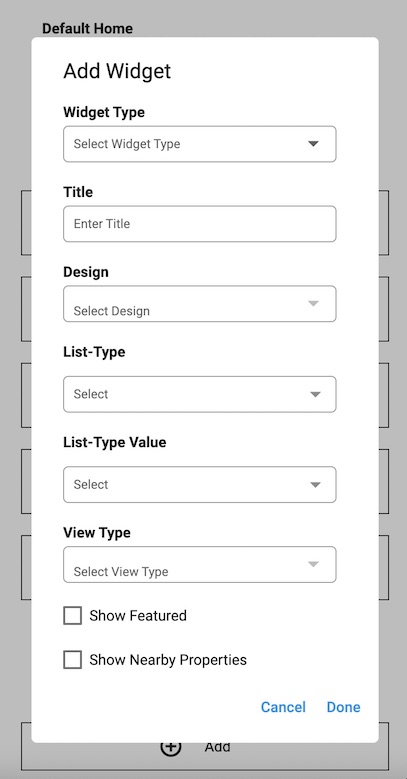 Default Home
Add Widget
Widget Type
Select Widget Type
Title
Enter Title
Design
Select Design
List-Type
Select
List-Type Value
Select
View Type
Select View Type
Show Featured
Show Nearby Properties
Cancel Done
Add